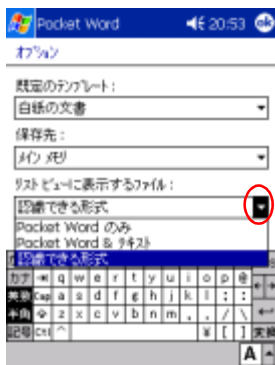 Pocket Word 20:53 ok
オプション
既定のテンプレート:
白紙の文書
保存先:
メイン メモリ
リスト ビューに表示するファイル:
認識できる形式
Pocket Word のみ
Pocket Word & テキスト
認識できる形式
カナ q w e r t y u i o p @
英数 Cap a s d f g h j k l ; :
半角 z x c v b n m , . / \
記号 Ctl ^ ¥ [ ] 変換
A